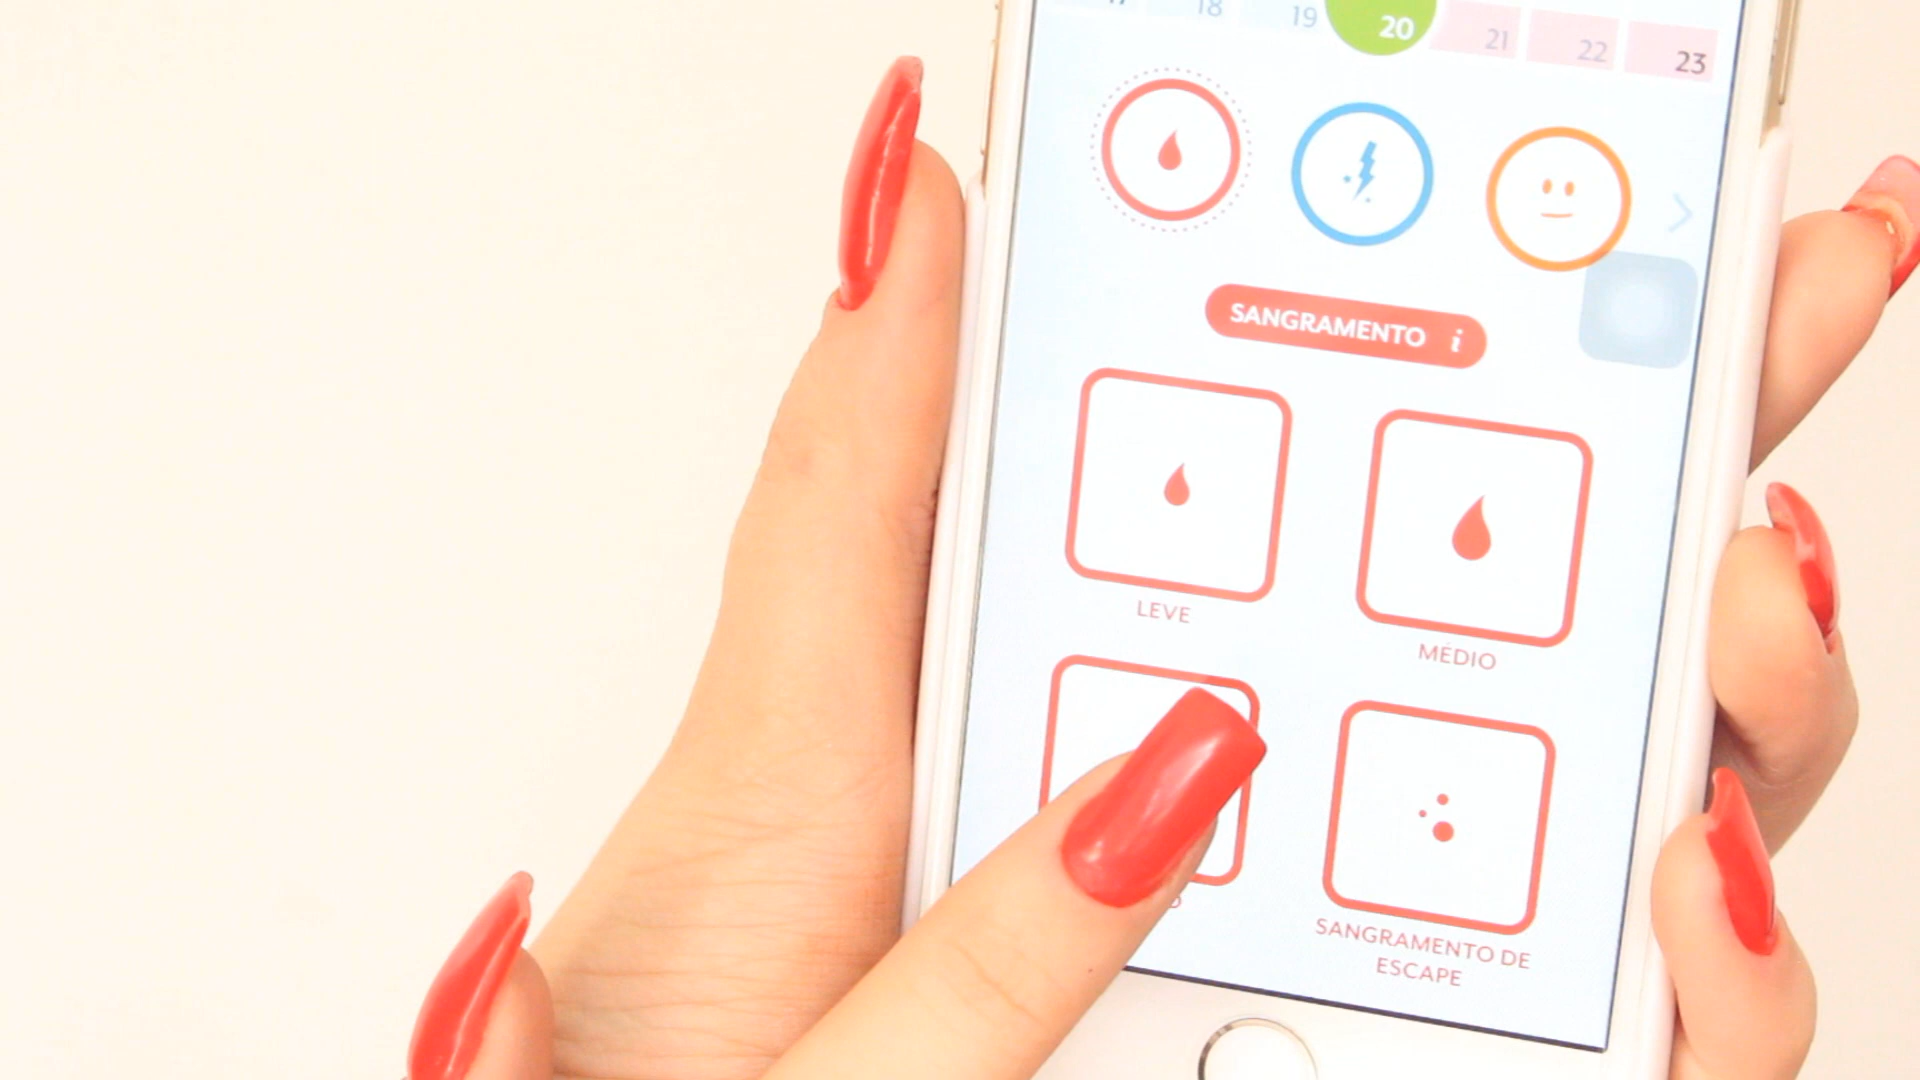 18 19 20 21 22 23
SANGRAMENTO i
LEVE
MÉDIO
SANGRAMENTO DE
ESCAPE